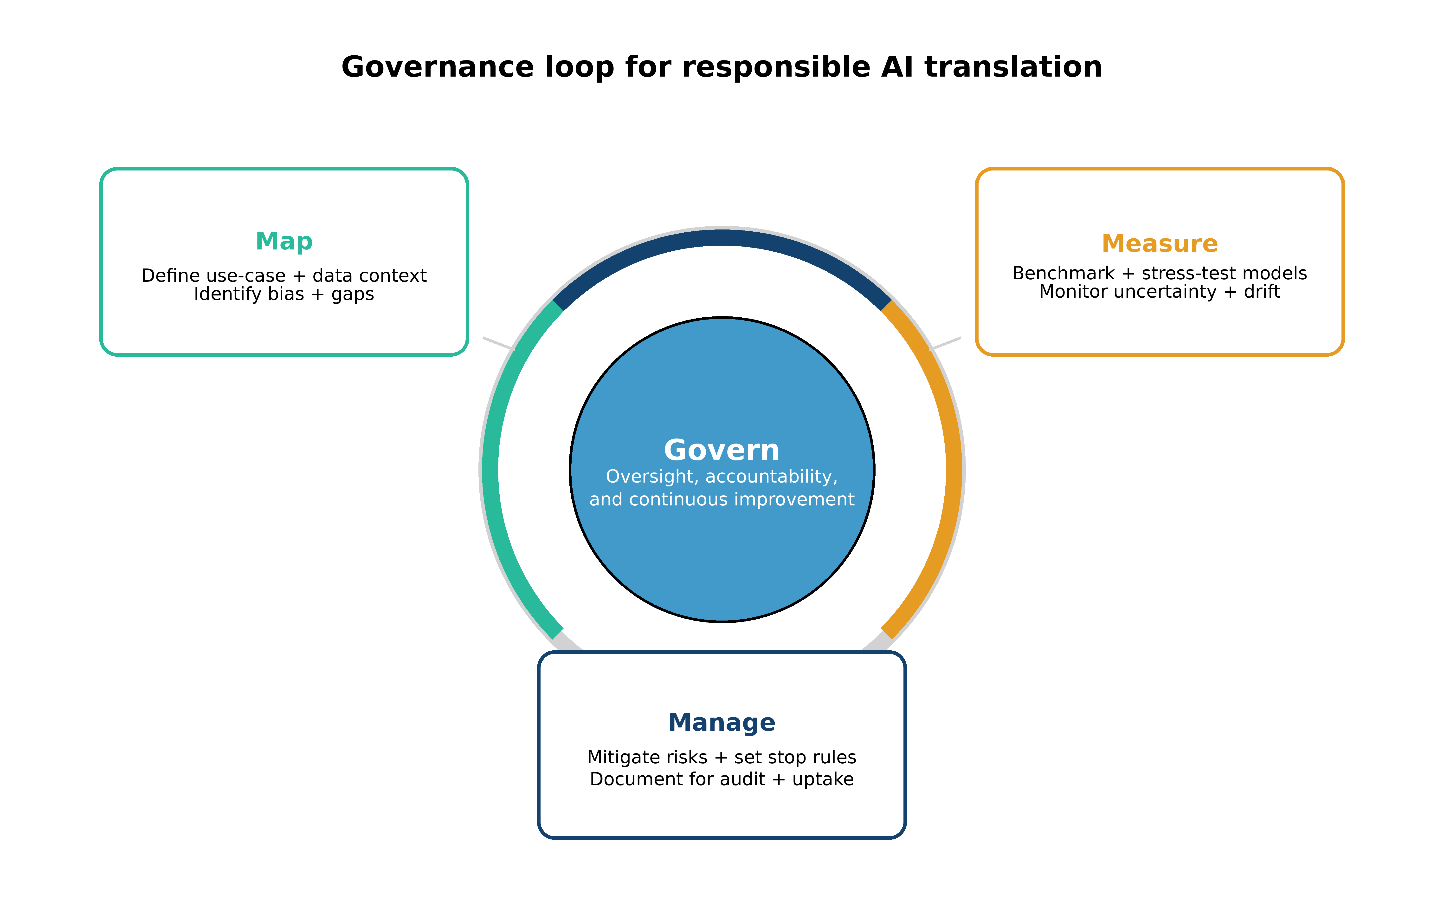 Governance loop for responsible AI translation
Map
Define use-case + data context
Identify bias + gaps
Measure
Benchmark + stress-test models
Monitor uncertainty + drift
Govern
Oversight, accountability,
and continuous improvement
Manage
Mitigate risks + set stop rules
Document for audit + uptake